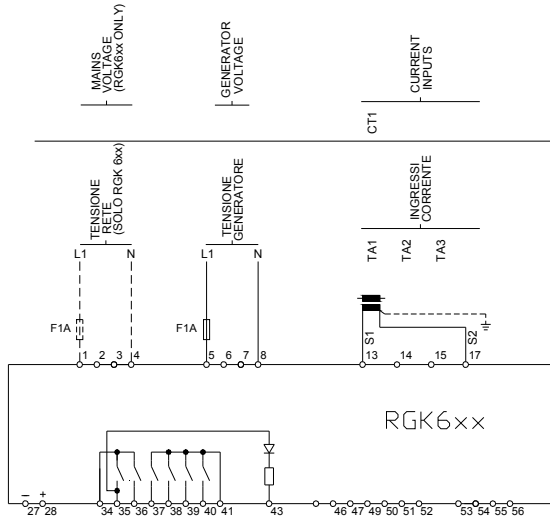 MAINS
VOLTAGE
(RGK6xx ONLY)
GENERATOR
VOLTAGE
CURRENT
INPUTS
CT1
TENSIONE
RETE
(SOLO RGK 6xx)
TENSIONE
GENERATORE
INGRESSI
CORRENTE
TA1
TA2
TA3
L1
N
L1
N
F1A
F1A
S1
S2
1
2
3
4
5
6
7
8
13
14
15
17
RGK6xx
–
+
27
28
34
35
36
37
38
39
40
41
43
46
47
49
50
51
52
53
54
55
56